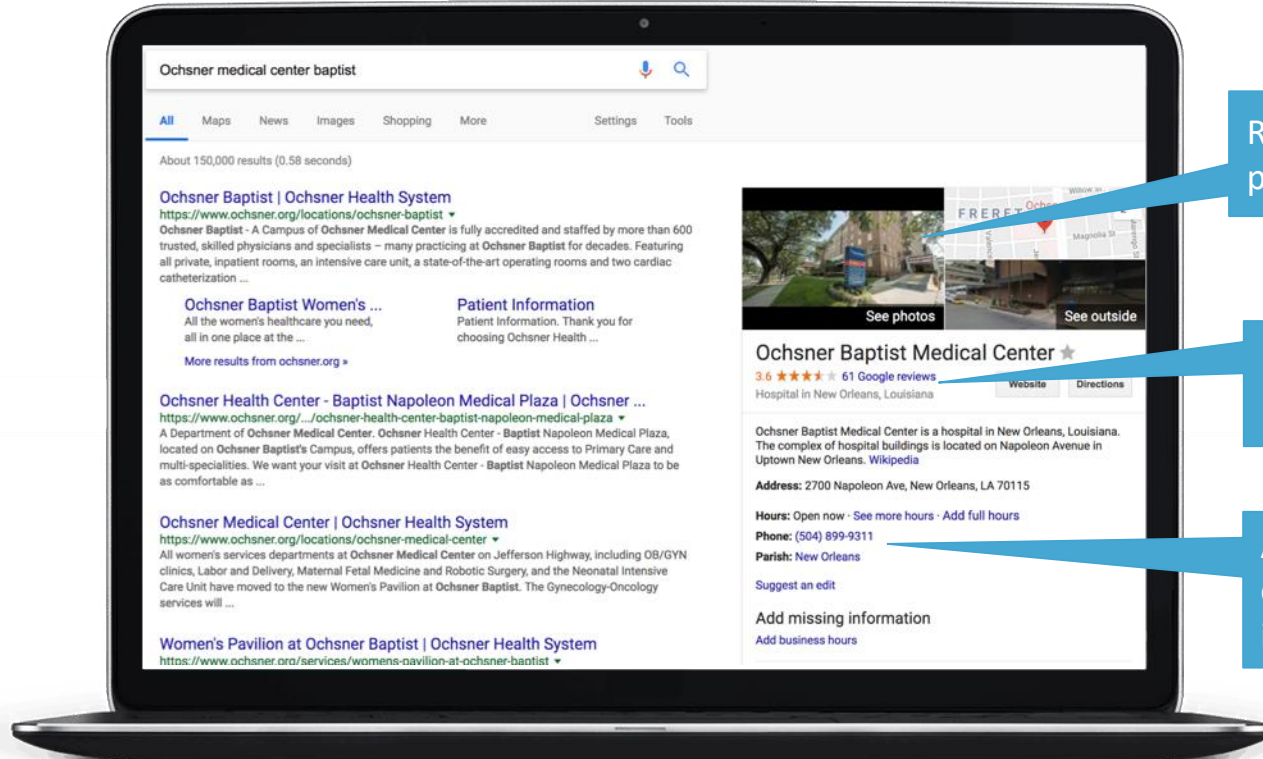 Ochsner medical center baptist
All Maps News Images Shopping More Settings Tools
About 150,000 results (0.58 seconds)
Ochsner Baptist | Ochsner Health System
https://www.ochsner.org/locations/ochsner-baptist
Ochsner Baptist - A Campus of Ochsner Medical Center is fully accredited and staffed by more than 600
trusted, skilled physicians and specialists – many practicing at Ochsner Baptist for decades. Featuring
all private, inpatient rooms, an intensive care unit, a state-of-the-art operating rooms and two cardiac
catheterization ...
Ochsner Baptist Women's ...
All the women's healthcare you need,
all in one place at the ...
Patient Information
Patient Information. Thank you for
choosing Ochsner Health ...
More results from ochsner.org »
Ochsner Health Center - Baptist Napoleon Medical Plaza | Ochsner ...
https://www.ochsner.org/.../ochsner-health-center-baptist-napoleon-medical-plaza
A Department of Ochsner Medical Center. Ochsner Health Center - Baptist Napoleon Medical Plaza,
located on Ochsner Baptist's Campus, offers patients the benefit of easy access to Primary Care and
multi-specialities. We want your visit at Ochsner Health Center - Baptist Napoleon Medical Plaza to be
as comfortable as ...
Ochsner Medical Center | Ochsner Health System
https://www.ochsner.org/locations/ochsner-medical-center
All women's services departments at Ochsner Medical Center on Jefferson Highway, including OB/GYN
clinics, Labor and Delivery, Maternal Fetal Medicine and Robotic Surgery, and the Neonatal Intensive
Care Unit have moved to the new Women's Pavilion at Ochsner Baptist. The Gynecology-Oncology
services will ...
Women's Pavilion at Ochsner Baptist | Ochsner Health System
https://www.ochsner.org/services/womens-pavilion-at-ochsner-baptist
FRERET
Magnolia St
See photos
See outside
Ochsner Baptist Medical Center
3.6 61 Google reviews
Hospital in New Orleans, Louisiana
Website
Directions
Ochsner Baptist Medical Center is a hospital in New Orleans, Louisiana.
The complex of hospital buildings is located on Napoleon Avenue in
Uptown New Orleans. Wikipedia
Address: 2700 Napoleon Ave, New Orleans, LA 70115
Hours: Open now · See more hours · Add full hours
Phone: (504) 899-9311
Parish: New Orleans
Suggest an edit
Add missing information
Add business hours